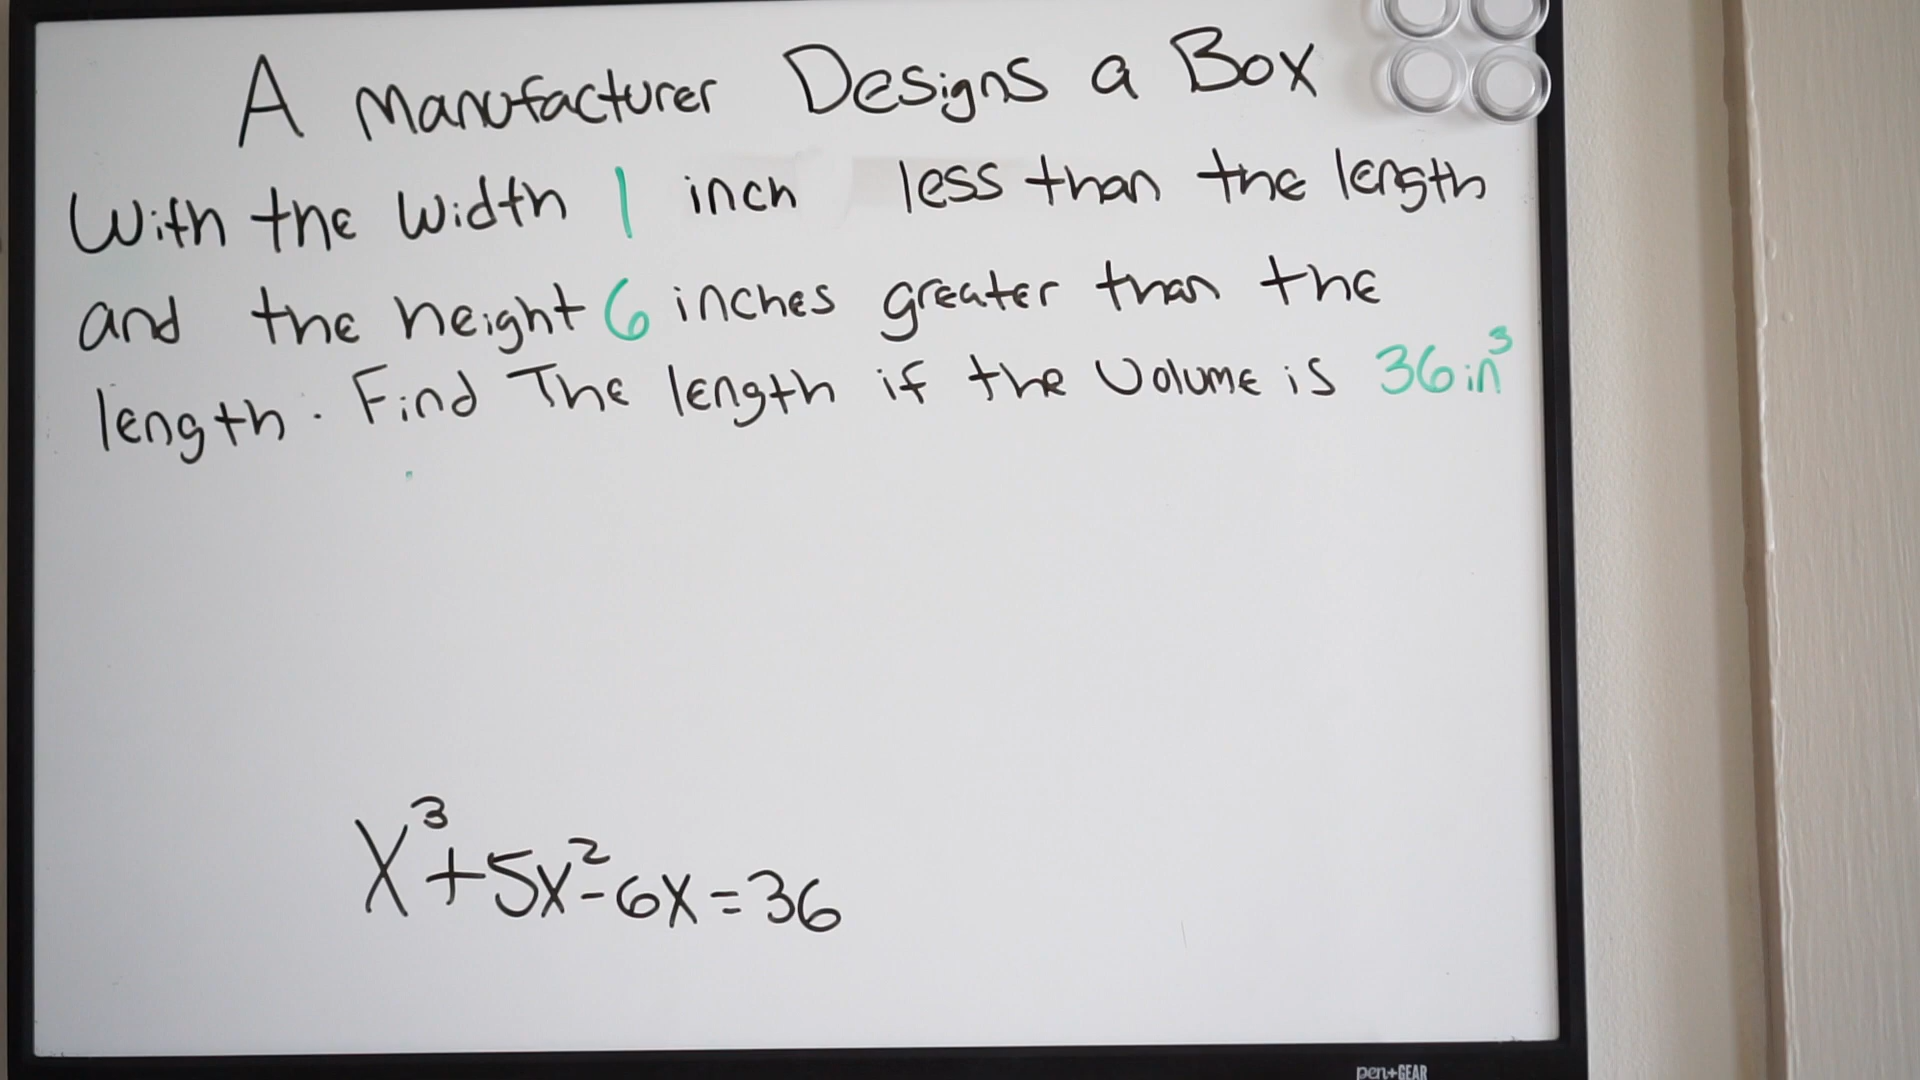 A Manufacturer Designs a Box
With the width 1 inch less than the length
and the height 6 inches greater than the
length. Find The length if the Volume is 36in³
x³+5x²-6x=36
pen+GEAR